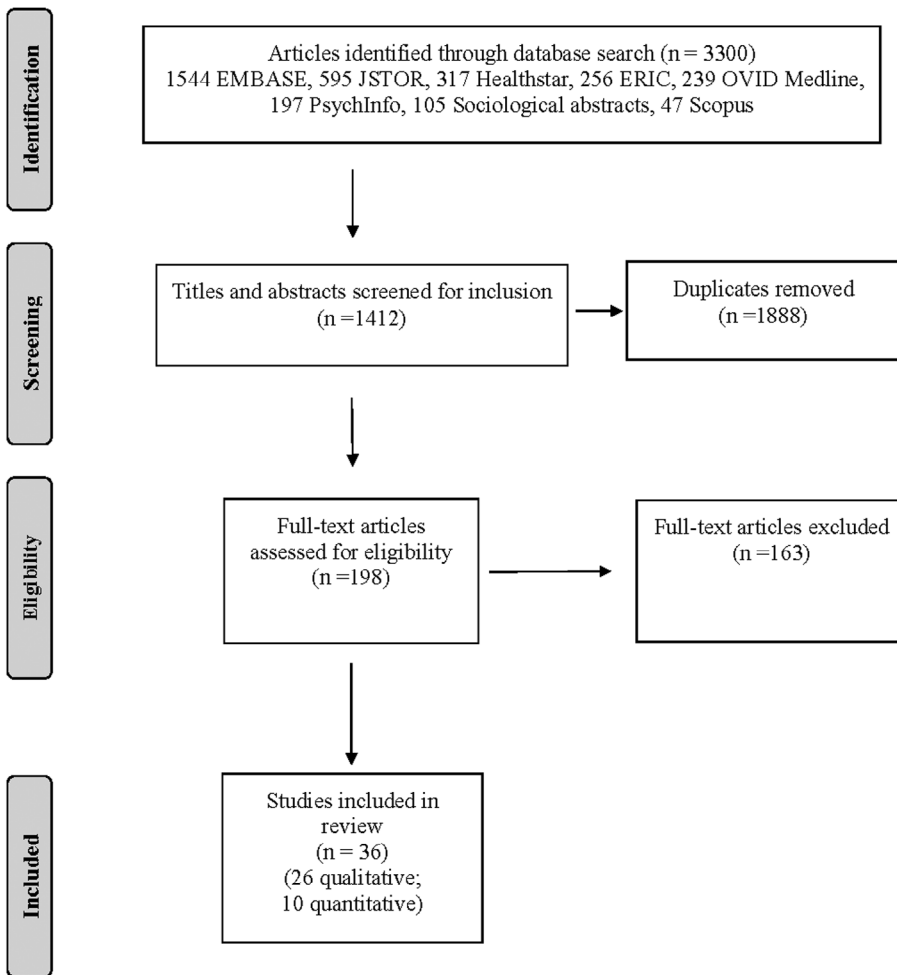 Identification
Articles identified through database search (n = 3300)
1544 EMBASE, 595 JSTOR, 317 Healthstar, 256 ERIC, 239 OVID Medline,
197 PsychInfo, 105 Sociological abstracts, 47 Scopus
Screening
Titles and abstracts screened for inclusion
(n =1412)
Duplicates removed
(n =1888)
Eligibility
Full-text articles
assessed for eligibility
(n =198)
Full-text articles excluded
(n =163)
Included
Studies included in
review
(n = 36)
(26 qualitative;
10 quantitative)